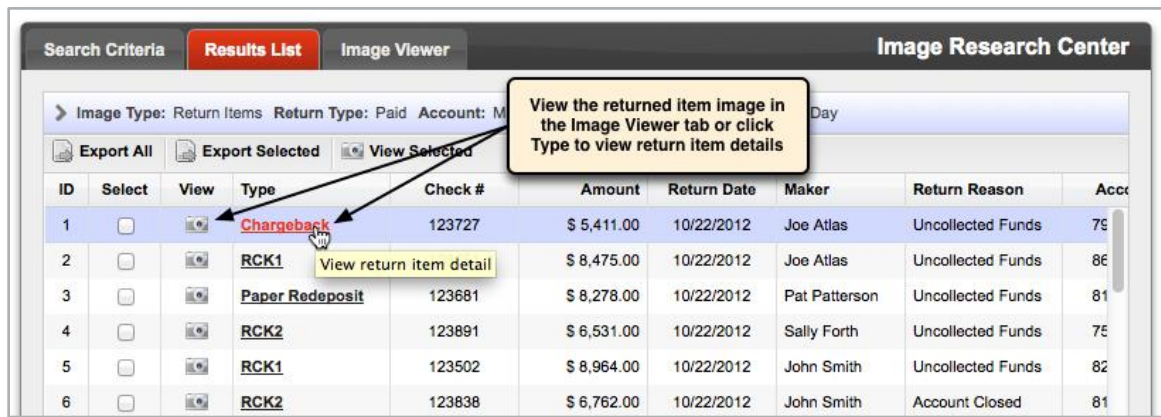 Search Criteria Results List Image Viewer Image Research Center
Image Type: Return Items Return Type: Paid Account: M
Day
View the returned item image in
the Image Viewer tab or click
Type to view return item details
Export All Export Selected View Selected
ID Select View Type Check # Amount Return Date Maker Return Reason Acco
1 Chargeback 123727 $ 5,411.00 10/22/2012 Joe Atlas Uncollected Funds 79
2 RCK1 $ 8,475.00 10/22/2012 Joe Atlas Uncollected Funds 86
View return item detail
3 Paper Redeposit 123681 $ 8,278.00 10/22/2012 Pat Patterson Uncollected Funds 81
4 RCK2 123891 $ 6,531.00 10/22/2012 Sally Forth Uncollected Funds 75
5 RCK1 123502 $ 8,964.00 10/22/2012 John Smith Uncollected Funds 82
6 RCK2 123838 $ 6,762.00 10/22/2012 John Smith Account Closed 81